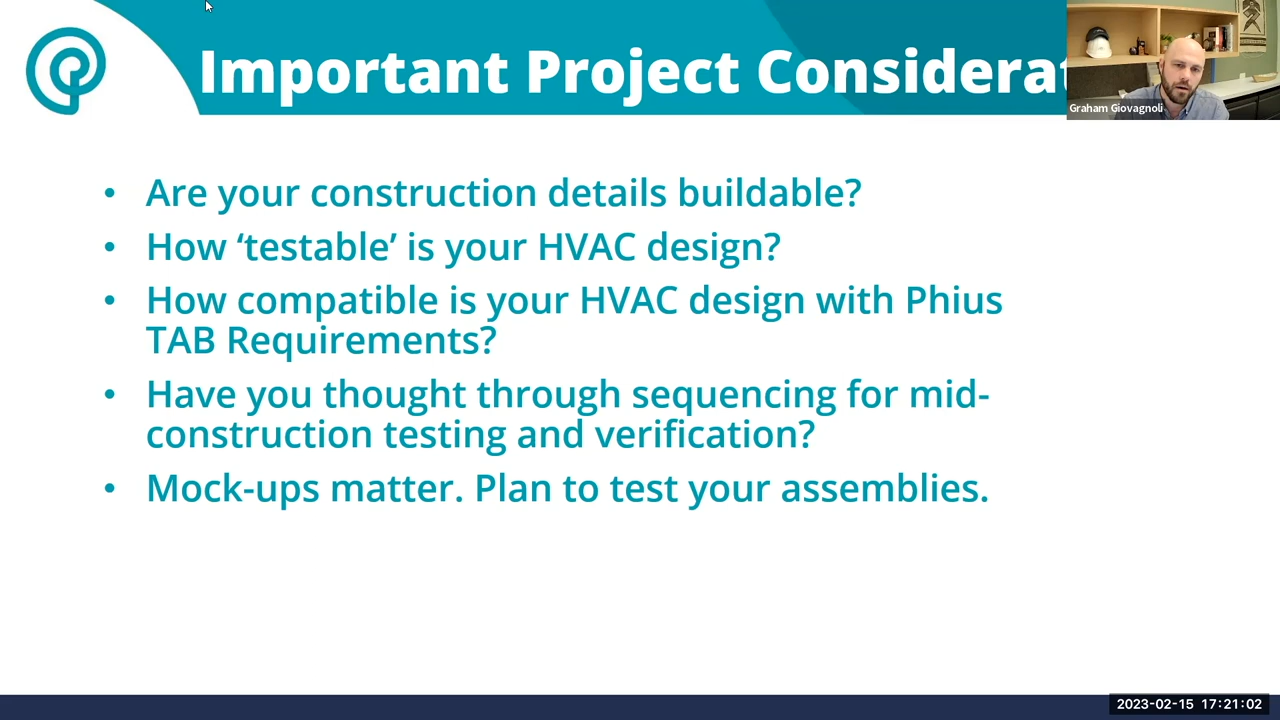 Important Project Considerat
Graham Giovagnoli
• Are your construction details buildable?
• How ‘testable’ is your HVAC design?
• How compatible is your HVAC design with Phius
TAB Requirements?
• Have you thought through sequencing for mid-
construction testing and verification?
• Mock-ups matter. Plan to test your assemblies.
2023-02-15 17:21:02